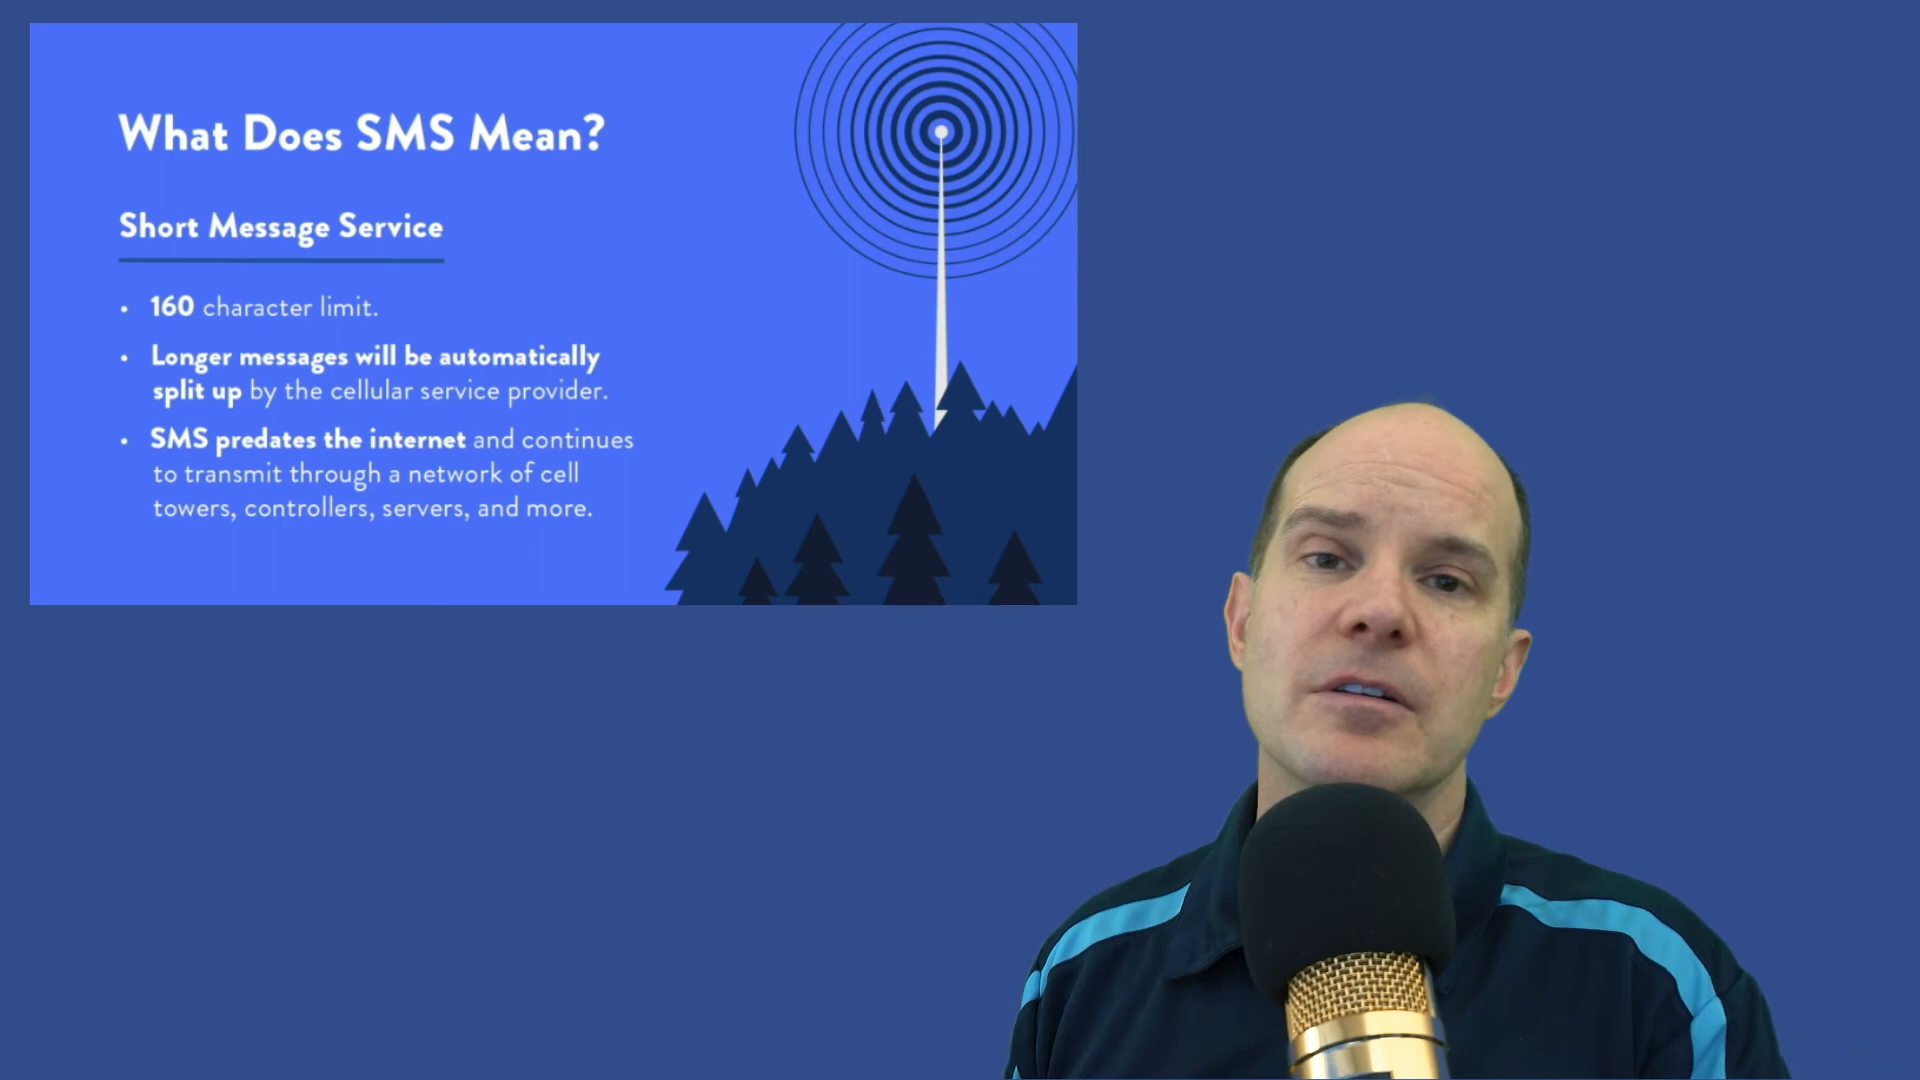 What Does SMS Mean?
Short Message Service
• 160 character limit.
• Longer messages will be automatically
split up by the cellular service provider.
• SMS predates the internet and continues
to transmit through a network of cell
towers, controllers, servers, and more.